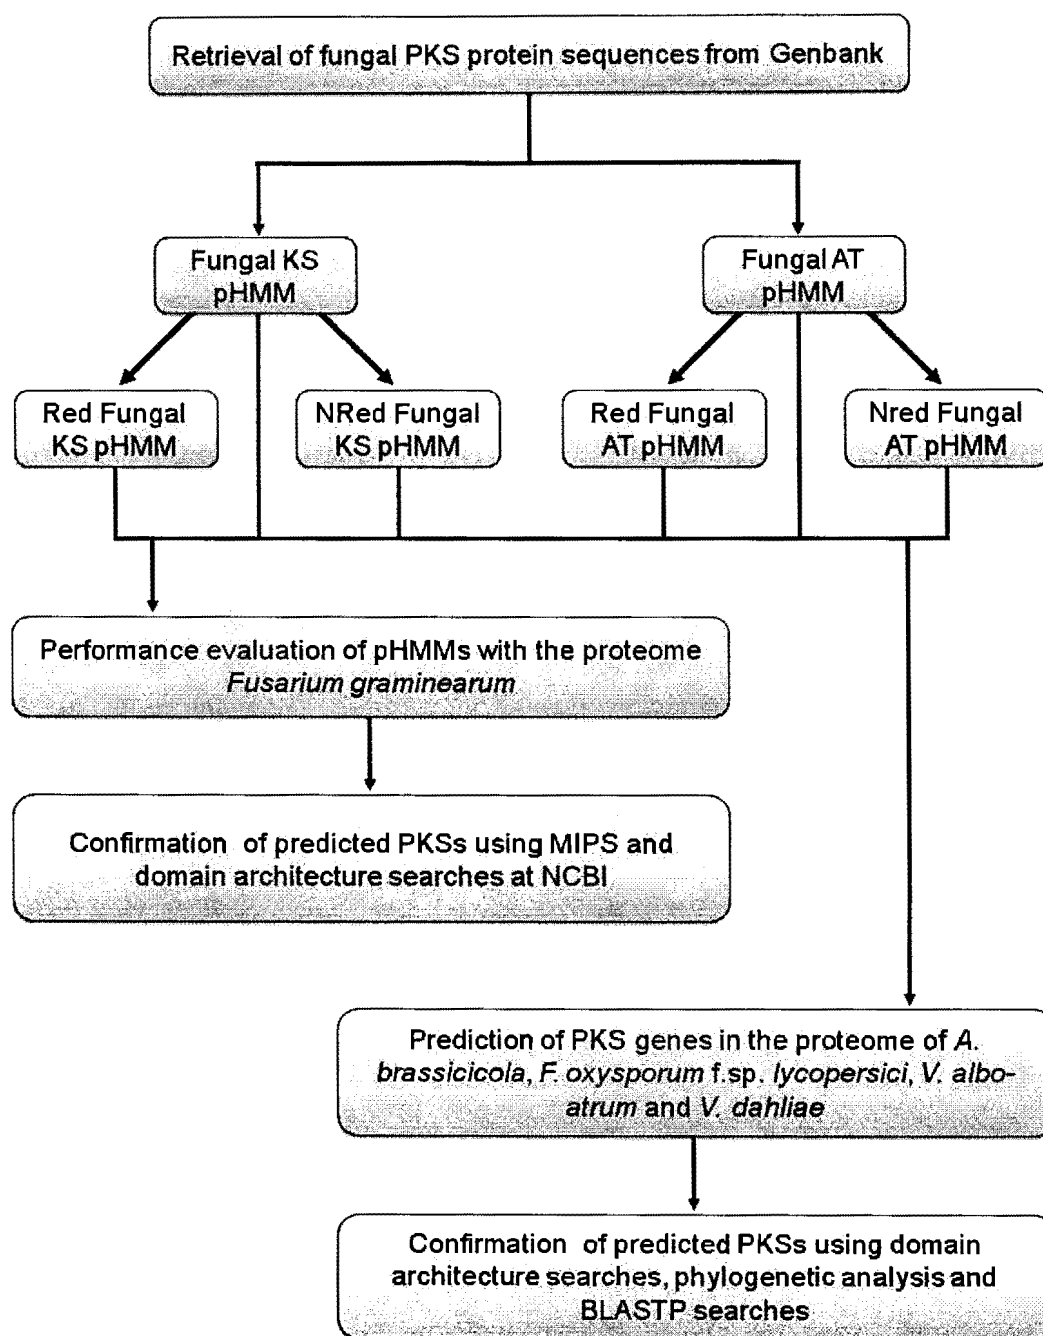 Retrieval of fungal PKS protein sequences from Genbank
Fungal KS
pHMM
Fungal AT
pHMM
Red Fungal
KS pHMM
NRed Fungal
KS pHMM
Red Fungal
AT pHMM
Nred Fungal
AT pHMM
Performance evaluation of pHMMs with the proteome
Fusarium graminearum
Confirmation of predicted PKSs using MIPS and
domain architecture searches at NCBI
Prediction of PKS genes in the proteome of A.
brassicicola, F. oxysporum f.sp. lycopersici, V. albo-
atrum and V. dahliae
Confirmation of predicted PKSs using domain
architecture searches, phylogenetic analysis and
BLASTP searches